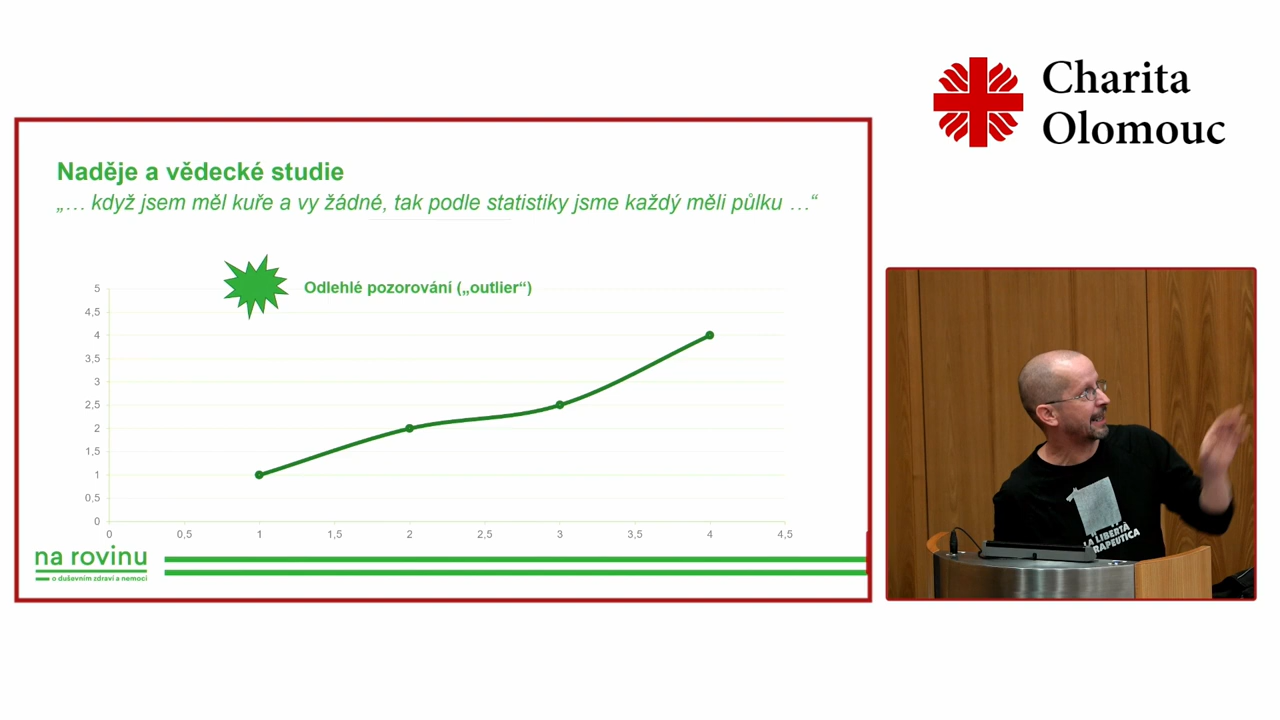 Charita
Olomouc
Naděje a vědecké studie
„… když jsem měl kuře a vy žádné, tak podle statistiky jsme každý měli půlku …“
Odlehlé pozorování („outlier“)
5
4,5
4
3,5
3
2,5
2
1,5
1
0,5
0
0 0,5 1 1,5 2 2,5 3 3,5 4 4,5
na rovinu
o duševním zdraví a nemoci
LA LIBERTÀ
RAPEUTICA